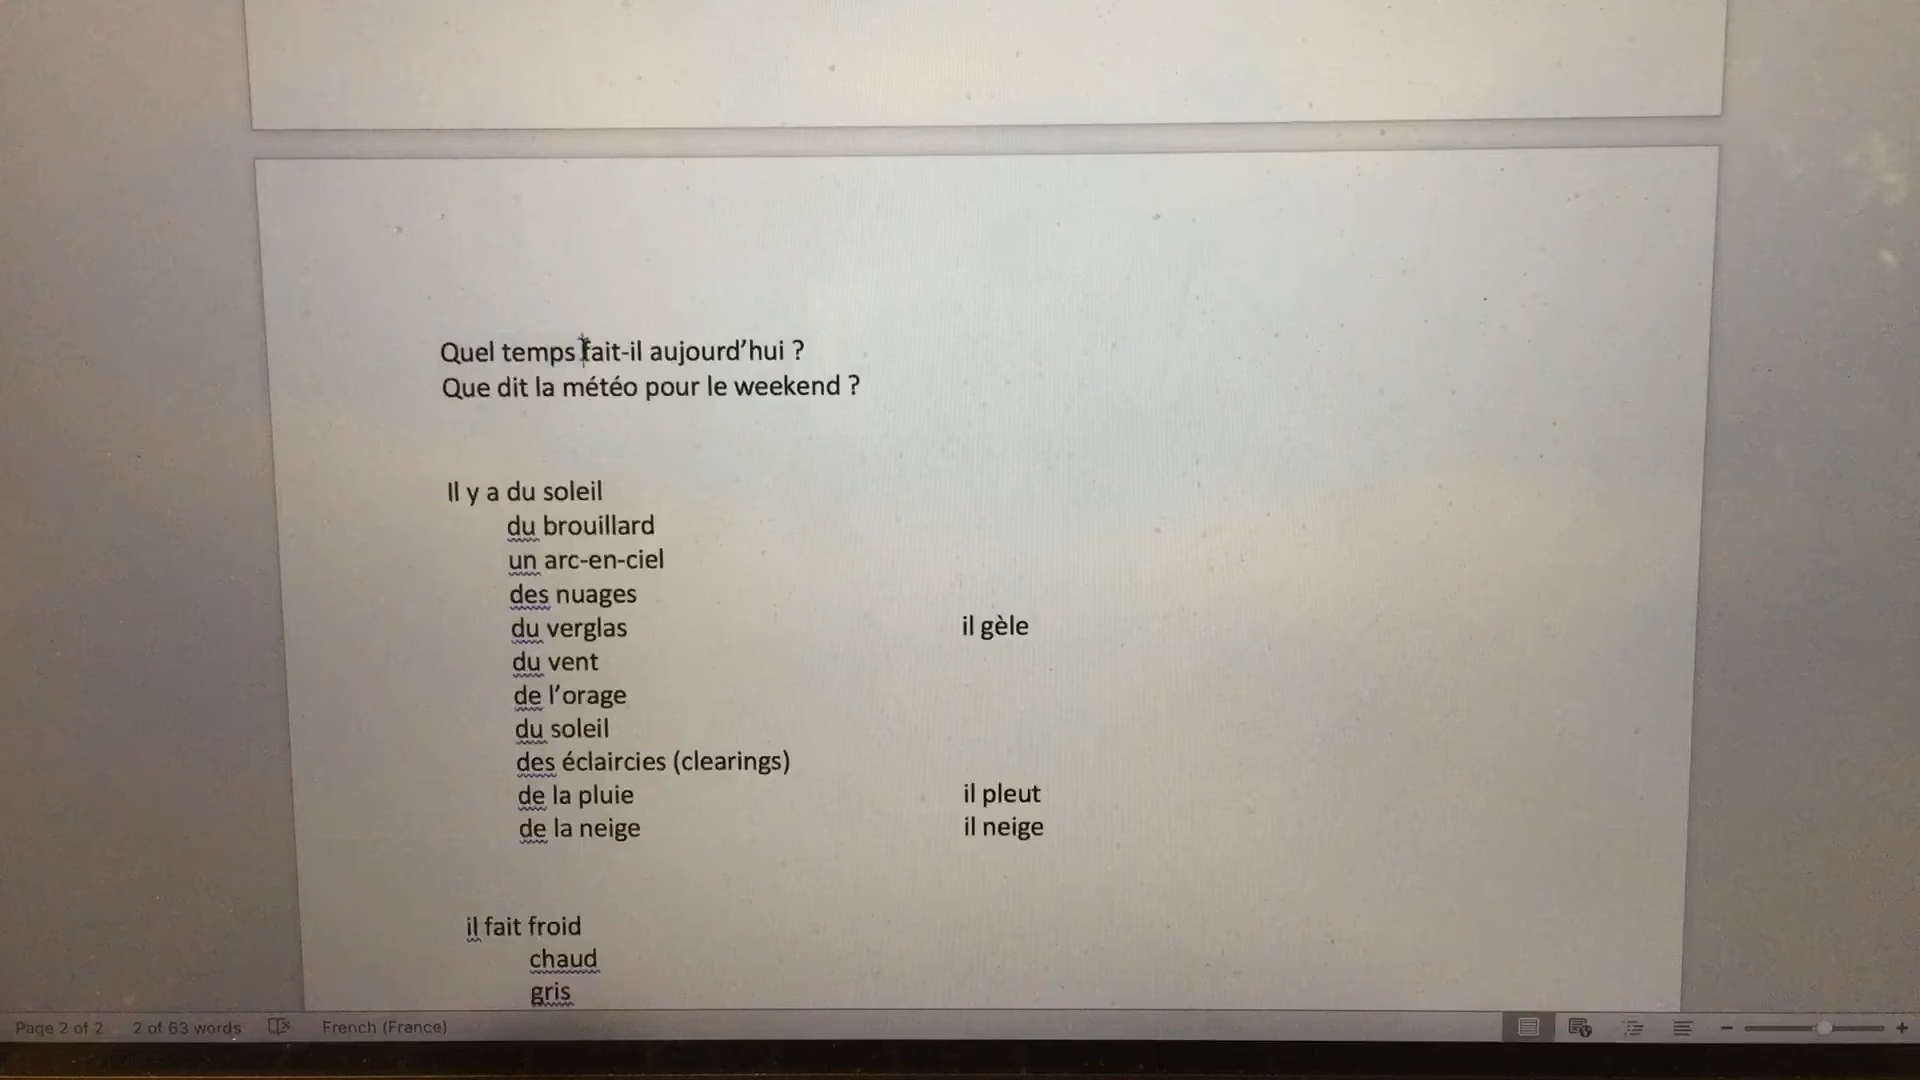 Quel temps fait-il aujourd’hui ?
Que dit la météo pour le weekend ?
Il y a du soleil
du brouillard
un arc-en-ciel
des nuages
du verglas il gèle
du vent
de l’orage
du soleil
des éclaircies (clearings)
de la pluie il pleut
de la neige il neige
il fait froid
chaud
gris
Page 2 of 2 2 of 63 words French (France)